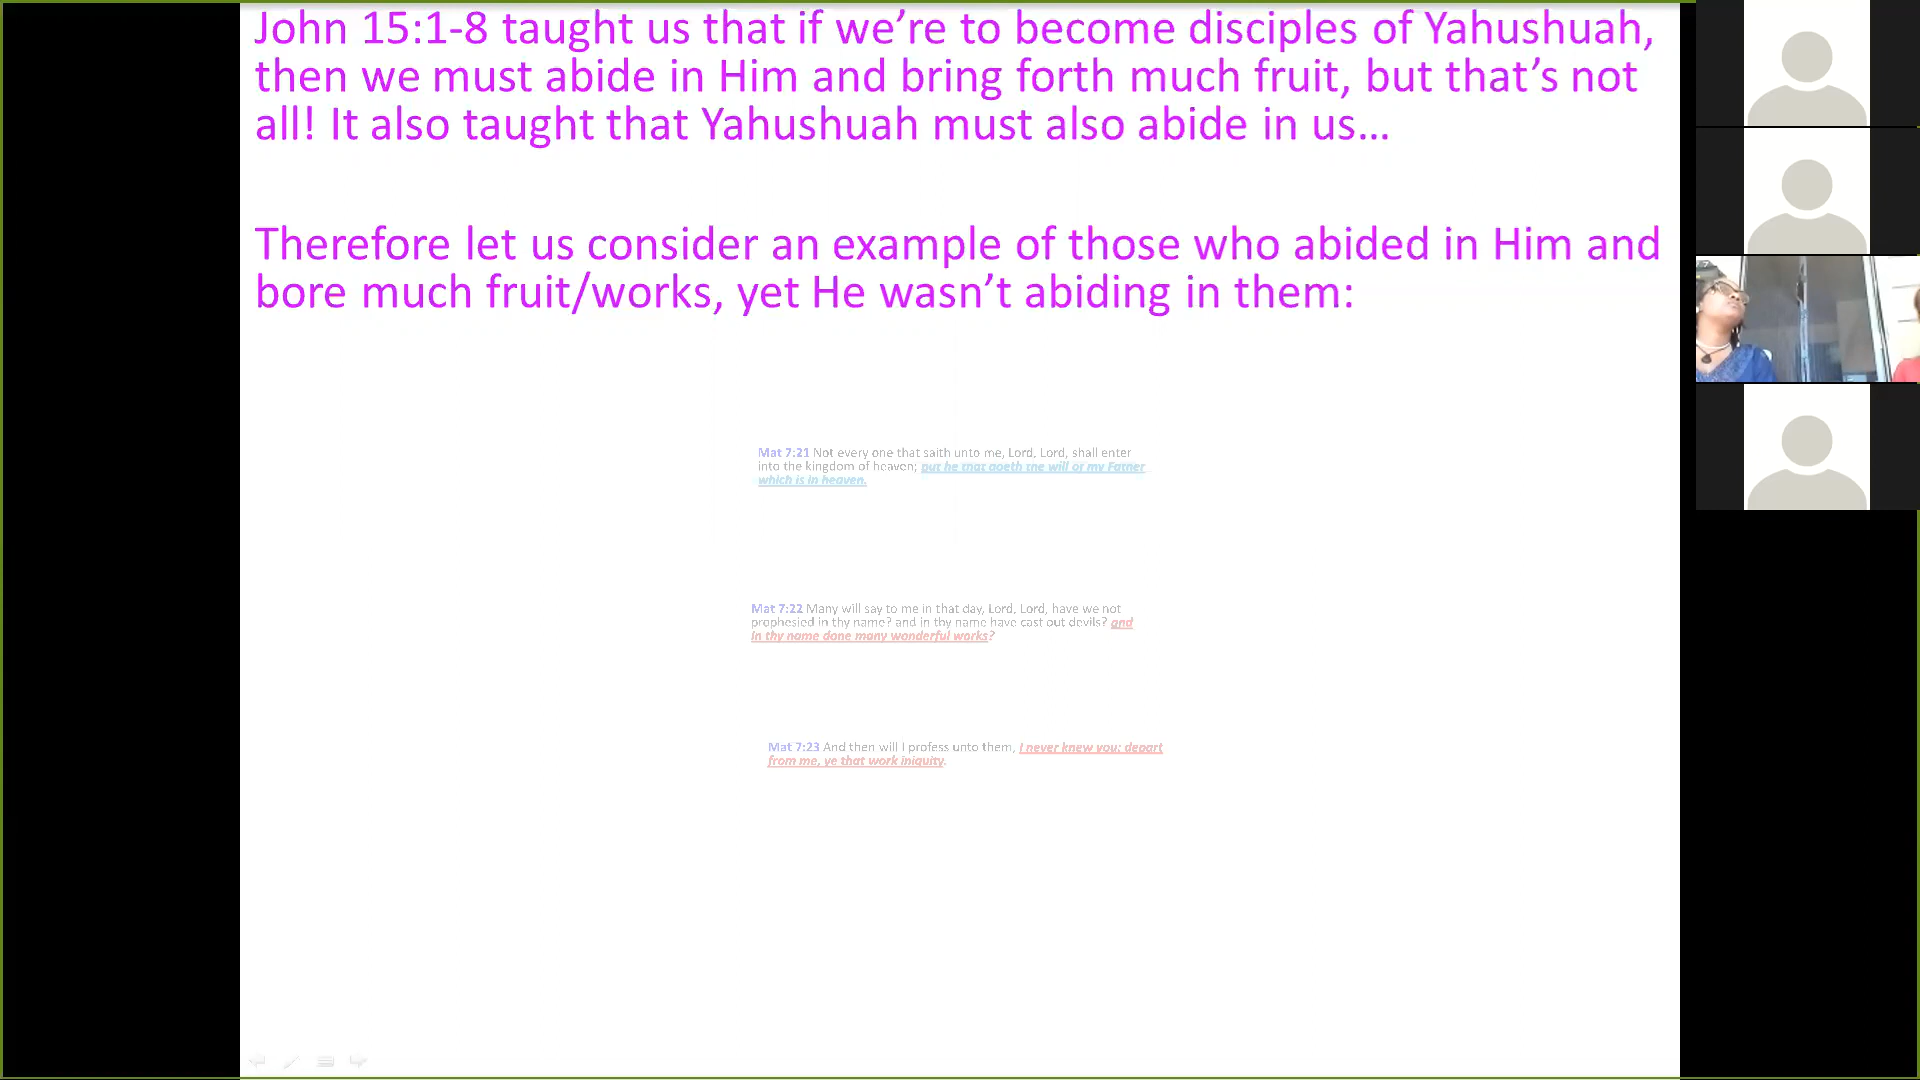 John 15:1-8 taught us that if we’re to become disciples of Yahushuah,
then we must abide in Him and bring forth much fruit, but that’s not
all! It also taught that Yahushuah must also abide in us…
Therefore let us consider an example of those who abided in Him and
bore much fruit/works, yet He wasn’t abiding in them:
Mat 7:21 Not every one that saith unto me, Lord, Lord, shall enter
into the kingdom of heaven; but he that doeth the will of my Father
which is in heaven.
Mat 7:22 Many will say to me in that day, Lord, Lord, have we not
prophesied in thy name? and in thy name have cast out devils? and
in thy name done many wonderful works?
Mat 7:23 And then will I profess unto them, I never knew you: depart
from me, ye that work iniquity.